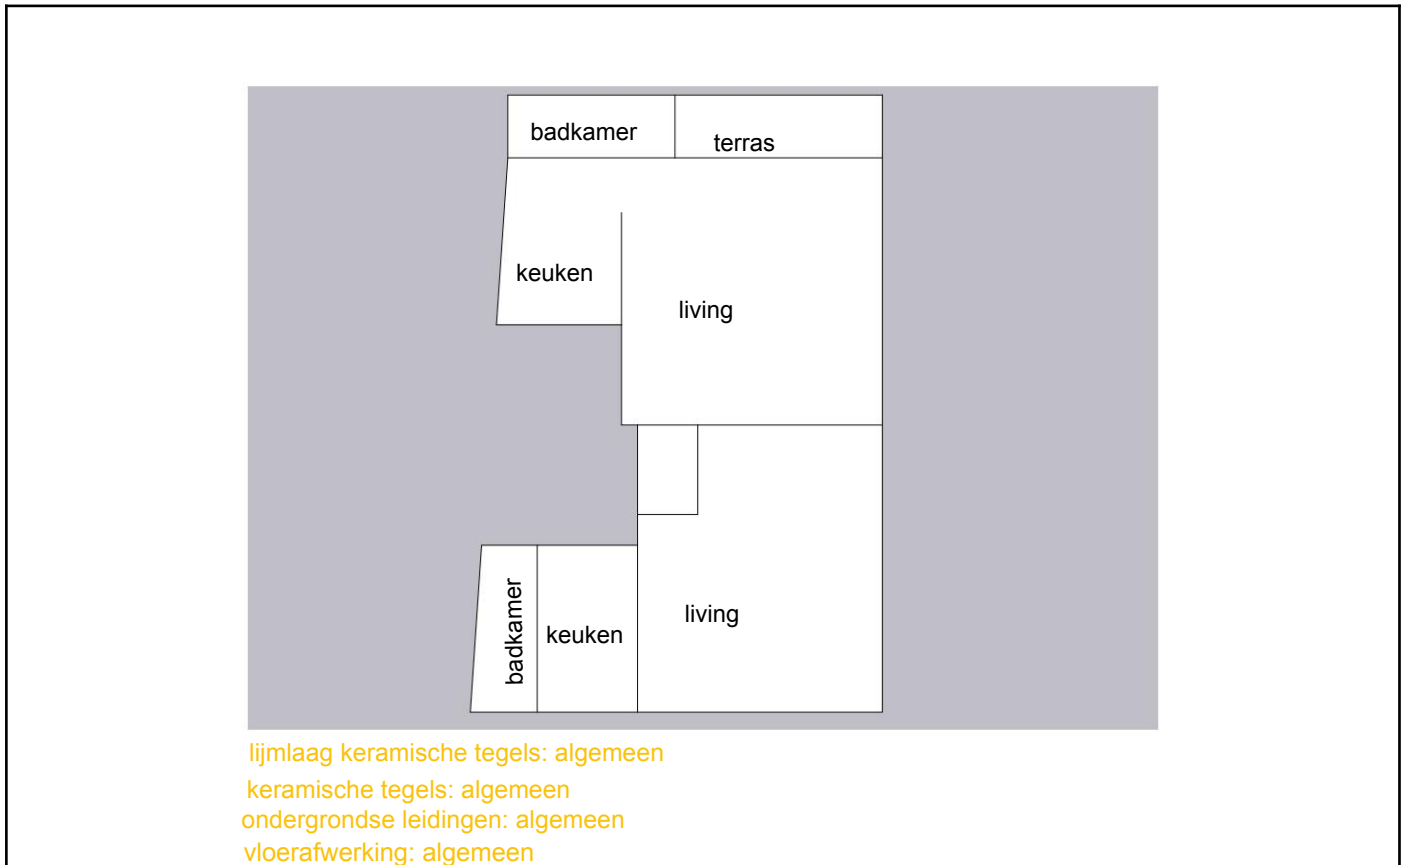 badkamer
terras
keuken
living
living
badkamer
keuken
lijmlaag keramische tegels: algemeen
keramische tegels: algemeen
ondergrondse leidingen: algemeen
vloerafwerking: algemeen